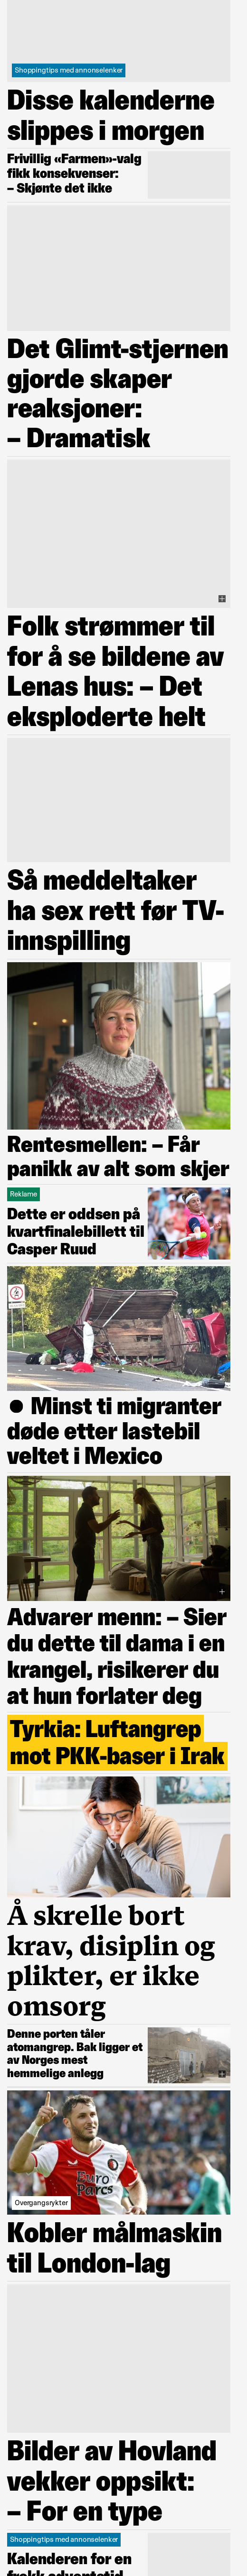 Shoppingtips med annonselenker
Disse kalenderne
slippes i morgen
Frivillig «Farmen»-valg
fikk konsekvenser:
– Skjønte det ikke
Det Glimt-stjernen
gjorde skaper
reaksjoner:
– Dramatisk
Folk strømmer til
for å se bildene av
Lenas hus: – Det
eksploderte helt
Så meddeltaker
ha sex rett før TV-
innspilling
Rentesmellen: – Får
panikk av alt som skjer
Reklame
Dette er oddsen på
kvartfinalebillett til
Casper Ruud
● Minst ti migranter
døde etter lastebil
veltet i Mexico
Advarer menn: – Sier
du dette til dama i en
krangel, risikerer du
at hun forlater deg
Tyrkia: Luftangrep
mot PKK-baser i Irak
Å skrelle bort
krav, disiplin og
plikter, er ikke
omsorg
Denne porten tåler
atomangrep. Bak ligger et
av Norges mest
hemmelige anlegg
Euro
Parcs
Overgangsrykter
Kobler målmaskin
til London-lag
Bilder av Hovland
vekker oppsikt:
– For en type
Shoppingtips med annonselenker
Kalenderen for en